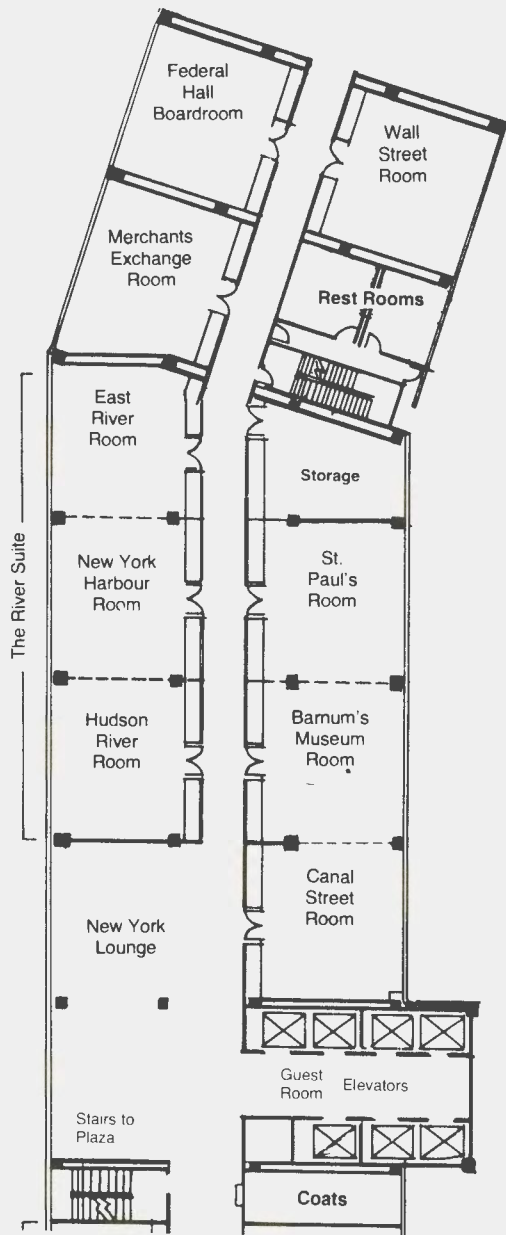 Federal
Hall
Boardroom
Wall
Street
Room
Merchants
Exchange
Room
Rest Rooms
East
River
Room
Storage
The River Suite
New York
Harbour
Room
St.
Paul's
Room
Hudson
River
Room
Barnum's
Museum
Room
Canal
Street
Room
New York
Lounge
Guest
Room
Elevators
Stairs to
Plaza
Coats